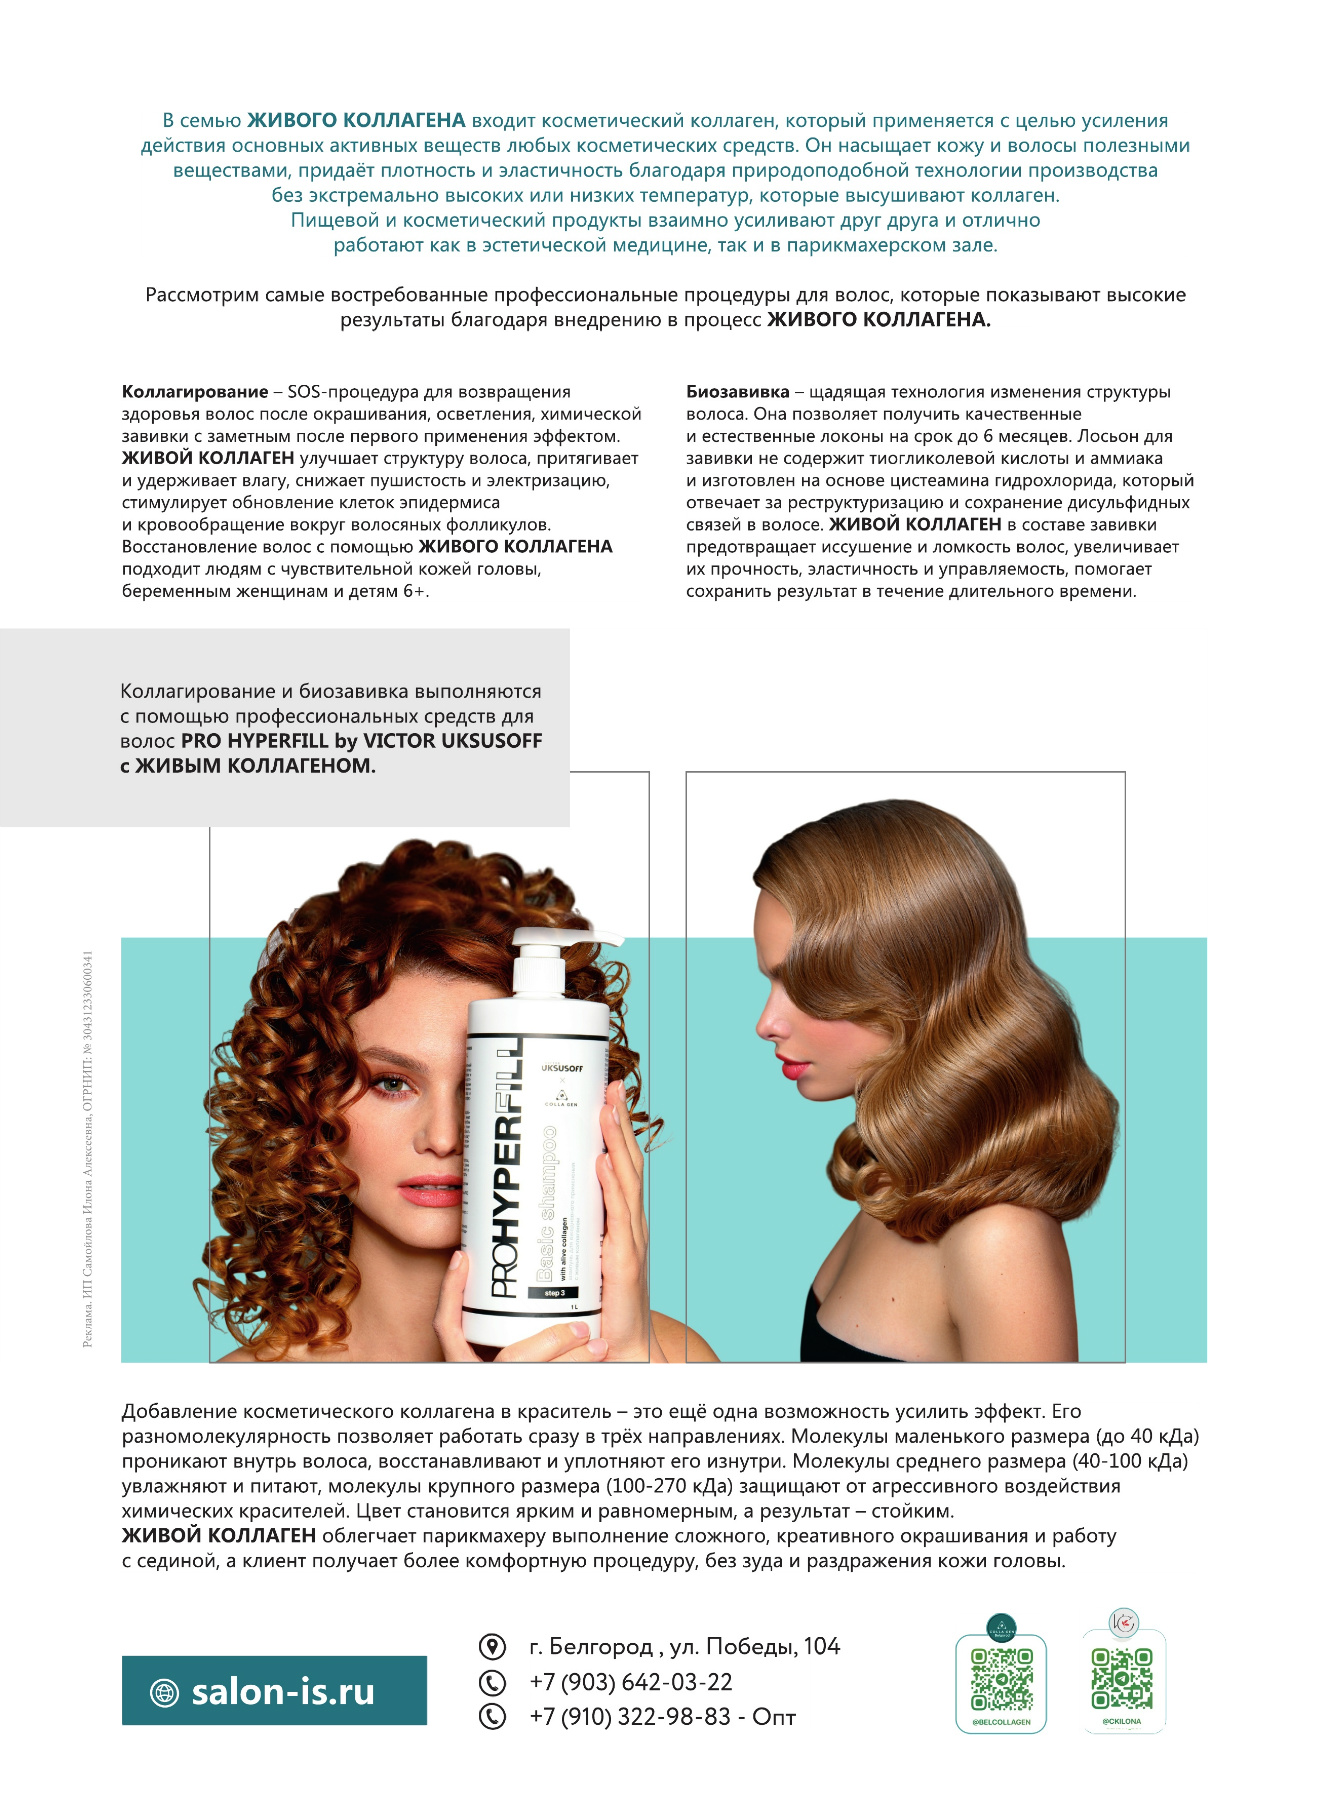 В семью ЖИВОГО КОЛЛАГЕНА входит косметический коллаген, который применяется с целью усиления
действия основных активных веществ любых косметических средств. Он насыщает кожу и волосы полезными
веществами, придаёт плотность и эластичность благодаря природоподобной технологии производства
без экстремально высоких или низких температур, которые высушивают коллаген.
Пищевой и косметический продукты взаимно усиливают друг друга и отлично
работают как в эстетической медицине, так и в парикмахерском зале.
Рассмотрим самые востребованные профессиональные процедуры для волос, которые показывают высокие
результаты благодаря внедрению в процесс ЖИВОГО КОЛЛАГЕНА.
Коллагирование – SOS-процедура для возвращения
здоровья волос после окрашивания, осветления, химической
завивки с заметным после первого применения эффектом.
ЖИВОЙ КОЛЛАГЕН улучшает структуру волоса, притягивает
и удерживает влагу, снижает пушистость и электризацию,
стимулирует обновление клеток эпидермиса
и кровообращение вокруг волосяных фолликулов.
Восстановление волос с помощью ЖИВОГО КОЛЛАГЕНА
подходит людям с чувствительной кожей головы,
беременным женщинам и детям 6+.
Биозавивка – щадящая технология изменения структуры
волоса. Она позволяет получить качественные
и естественные локоны на срок до 6 месяцев. Лосьон для
завивки не содержит тиогликолевой кислоты и аммиака
и изготовлен на основе цистеамина гидрохлорида, который
отвечает за реструктуризацию и сохранение дисульфидных
связей в волосе. ЖИВОЙ КОЛЛАГЕН в составе завивки
предотвращает иссушение и ломкость волос, увеличивает
их прочность, эластичность и управляемость, помогает
сохранить результат в течение длительного времени.
Коллагирование и биозавивка выполняются
с помощью профессиональных средств для
волос PRO HYPERFILL by VICTOR UKSUSOFF
с ЖИВЫМ КОЛЛАГЕНОМ.
UKSUSOFF
X
COLLA GEN
PROHYPERFILL
Basic shampoo
with alive collagen
step 3
1 L
Реклама. ИП Самойлова Илона Алексеевна, ОГРНИП: № 304312330600341
Добавление косметического коллагена в краситель – это ещё одна возможность усилить эффект. Его
разномолекулярность позволяет работать сразу в трёх направлениях. Молекулы маленького размера (до 40 кДа)
проникают внутрь волоса, восстанавливают и уплотняют его изнутри. Молекулы среднего размера (40-100 кДа)
увлажняют и питают, молекулы крупного размера (100-270 кДа) защищают от агрессивного воздействия
химических красителей. Цвет становится ярким и равномерным, а результат – стойким.
ЖИВОЙ КОЛЛАГЕН облегчает парикмахеру выполнение сложного, креативного окрашивания и работу
с сединой, а клиент получает более комфортную процедуру, без зуда и раздражения кожи головы.
salon-is.ru
г. Белгород , ул. Победы, 104
+7 (903) 642-03-22
+7 (910) 322-98-83 - Опт
@BELCOLLAGEN
@CKILONA